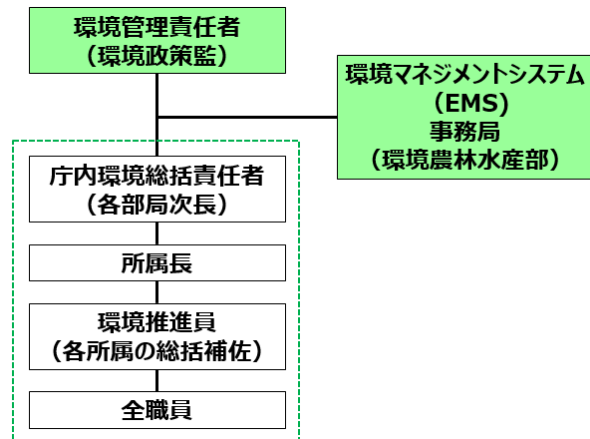 環境管理責任者
（環境政策監）
環境マネジメントシステム
（EMS）
事務局
（環境農林水産部）
庁内環境総括責任者
（各部局次長）
所属長
環境推進員
（各所属の総括補佐）
全職員